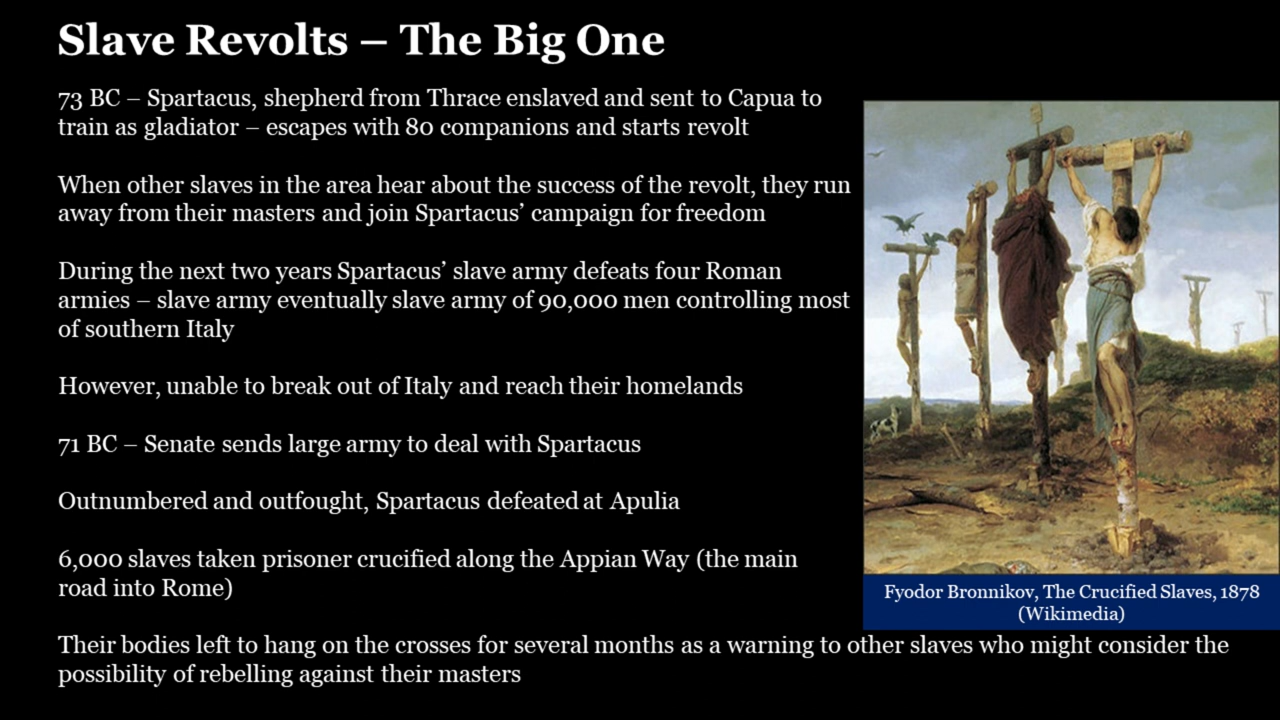 Slave Revolts – The Big One
73 BC – Spartacus, shepherd from Thrace enslaved and sent to Capua to
train as gladiator – escapes with 80 companions and starts revolt
When other slaves in the area hear about the success of the revolt, they run
away from their masters and join Spartacus’ campaign for freedom
During the next two years Spartacus’ slave army defeats four Roman
armies – slave army eventually slave army of 90,000 men controlling most
of southern Italy
However, unable to break out of Italy and reach their homelands
71 BC – Senate sends large army to deal with Spartacus
Outnumbered and outfought, Spartacus defeated at Apulia
6,000 slaves taken prisoner crucified along the Appian Way (the main
road into Rome)
Fyodor Bronnikov, The Crucified Slaves, 1878
(Wikimedia)
Their bodies left to hang on the crosses for several months as a warning to other slaves who might consider the
possibility of rebelling against their masters